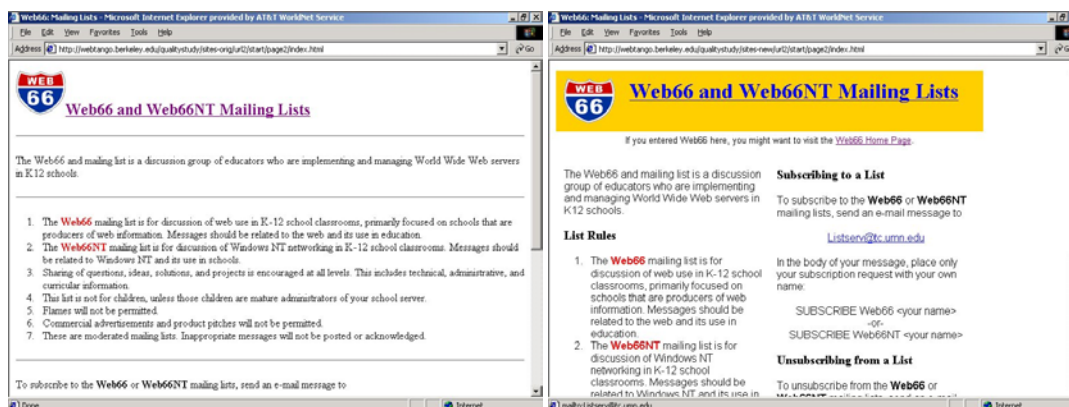 Web66: Mailing Lists - Microsoft Internet Explorer provided by AT&T WorldNet Service
File Edit View Favorites Tools Help
Address http://webtango.berkeley.edu/qualitystudy/sites-orig/url2/start/page2/index.html Go
WEB
66
Web66 and Web66NT Mailing Lists
The Web66 and mailing list is a discussion group of educators who are implementing and managing World Wide Web servers
in K12 schools.
1. The Web66 mailing list is for discussion of web use in K-12 school classrooms, primarily focused on schools that are
producers of web information. Messages should be related to the web and its use in education.
2. The Web66NT mailing list is for discussion of Windows NT networking in K-12 school classrooms. Messages should
be related to Windows NT and its use in schools.
3. Sharing of questions, ideas, solutions, and projects is encouraged at all levels. This includes technical, administrative, and
curricular information.
4. This list is not for children, unless those children are mature administrators of your school server.
5. Flames will not be permitted.
6. Commercial advertisements and product pitches will not be permitted.
7. These are moderated mailing lists. Inappropriate messages will not be posted or acknowledged.
To subscribe to the Web66 or Web66NT mailing lists, send an e-mail message to
Done Internet
Web66: Mailing Lists - Microsoft Internet Explorer provided by AT&T WorldNet Service
File Edit View Favorites Tools Help
Address http://webtango.berkeley.edu/qualitystudy/sites-new/url2/start/page2/index.html
WEB
66
Web66 and Web66NT Mailing Lists
If you entered Web66 here, you might want to visit the Web66 Home Page.
The Web66 and mailing list is a discussion
group of educators who are implementing
and managing World Wide Web servers in
K12 schools.
List Rules
1. The Web66 mailing list is for
discussion of web use in K-12 school
classrooms, primarily focused on
schools that are producers of web
information. Messages should be
related to the web and its use in
education.
2. The Web66NT mailing list is for
discussion of Windows NT
networking in K-12 school
classrooms. Messages should be
related to Windows NT and its use in
Subscribing to a List
To subscribe to the Web66 or Web66NT
mailing lists, send an e-mail message to
Listserv@tc.umn.edu
In the body of your message, place only
your subscription request with your own
name:
SUBSCRIBE Web66 <your name>
-or-
SUBSCRIBE Web66NT <your name>
Unsubscribing from a List
To unsubscribe from the Web66 or
mailto:Listserv@tc.umn.edu Internet